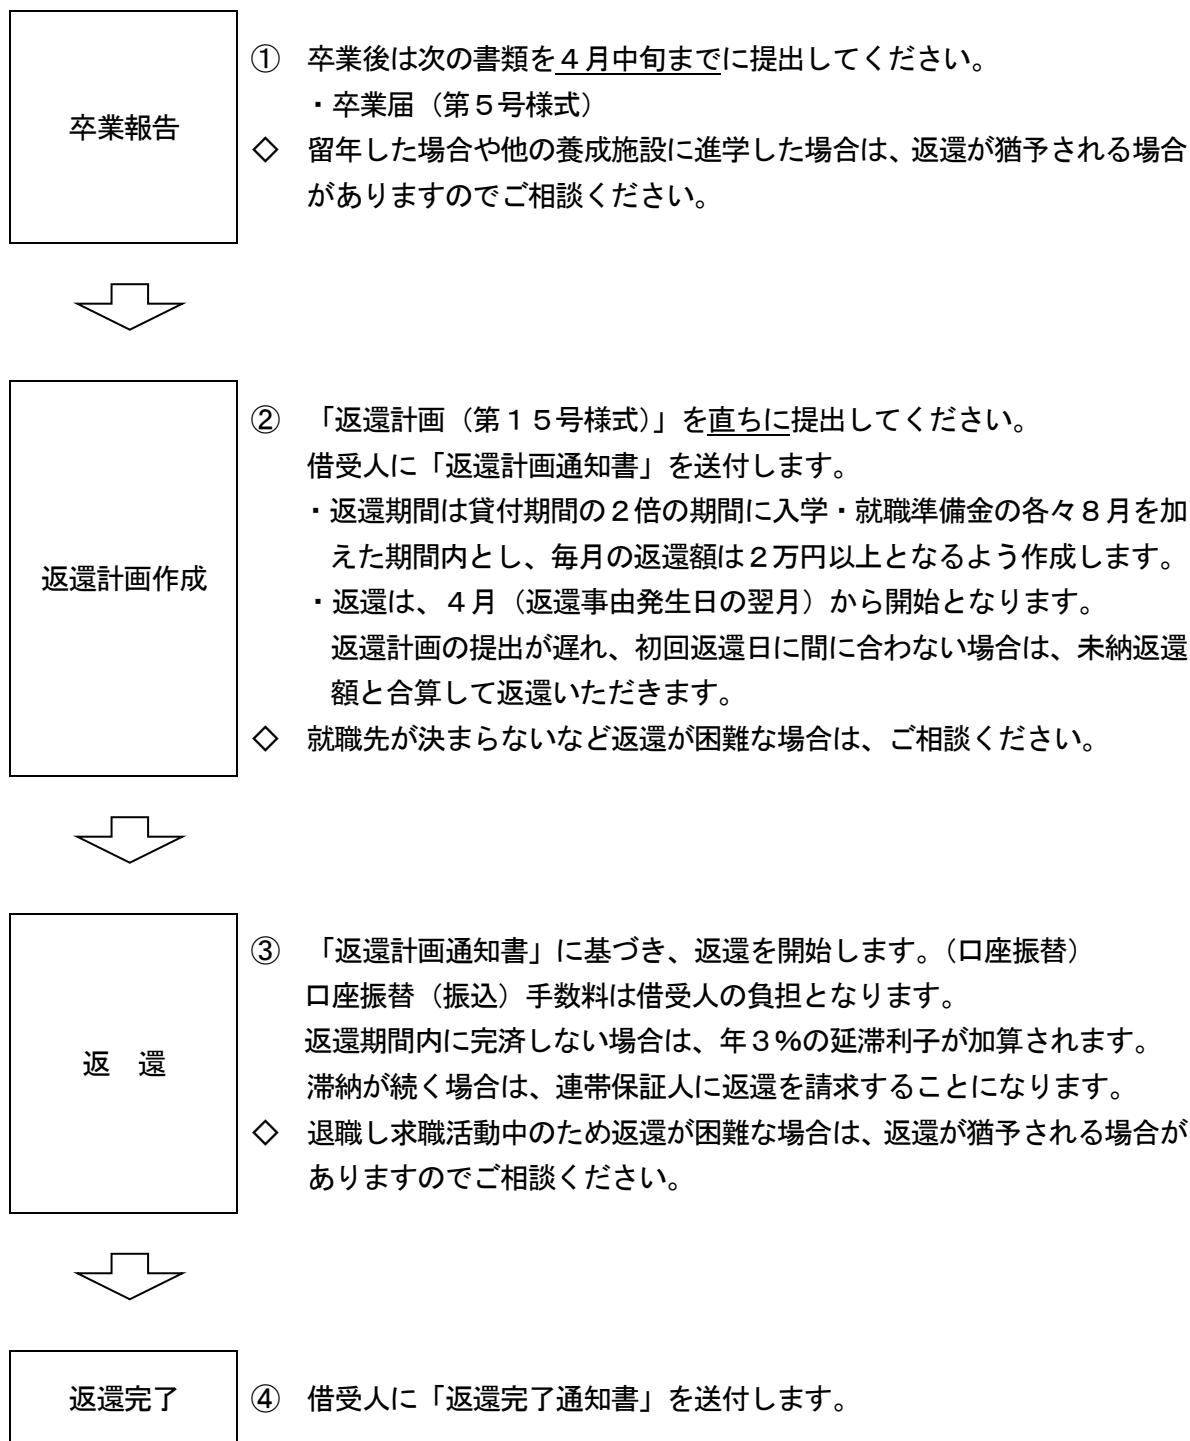 卒業報告
①　卒業後は次の書類を４月中旬までに提出してください。
・卒業届（第５号様式）
◇　留年した場合や他の養成施設に進学した場合は、返還が猶予される場合
がありますのでご相談ください。
返還計画作成
②　「返還計画（第１５号様式）」を直ちに提出してください。
借受人に「返還計画通知書」を送付します。
・返還期間は貸付期間の２倍の期間に入学・就職準備金の各々８月を加
えた期間内とし、毎月の返還額は２万円以上となるよう作成します。
・返還は、４月（返還事由発生日の翌月）から開始となります。
返還計画の提出が遅れ、初回返還日に間に合わない場合は、未納返還
額と合算して返還いただきます。
◇　就職先が決まらないなど返還が困難な場合は、ご相談ください。
返　還
③　「返還計画通知書」に基づき、返還を開始します。（口座振替）
口座振替（振込）手数料は借受人の負担となります。
返還期間内に完済しない場合は、年３％の延滞利子が加算されます。
滞納が続く場合は、連帯保証人に返還を請求することになります。
◇　退職し求職活動中のため返還が困難な場合は、返還が猶予される場合が
ありますのでご相談ください。
返還完了
④　借受人に「返還完了通知書」を送付します。